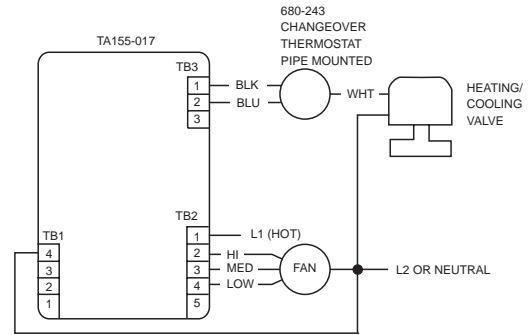 680-243
CHANGEOVER
THERMOSTAT
PIPE MOUNTED
TA155-017
TB3
1
BLK
2
BLU
3
WHT
HEATING/
COOLING
VALVE
TB2
1
L1 (HOT)
2
HI
3
MED
4
LOW
5
FAN
L2 OR NEUTRAL
TB1
4
3
2
1